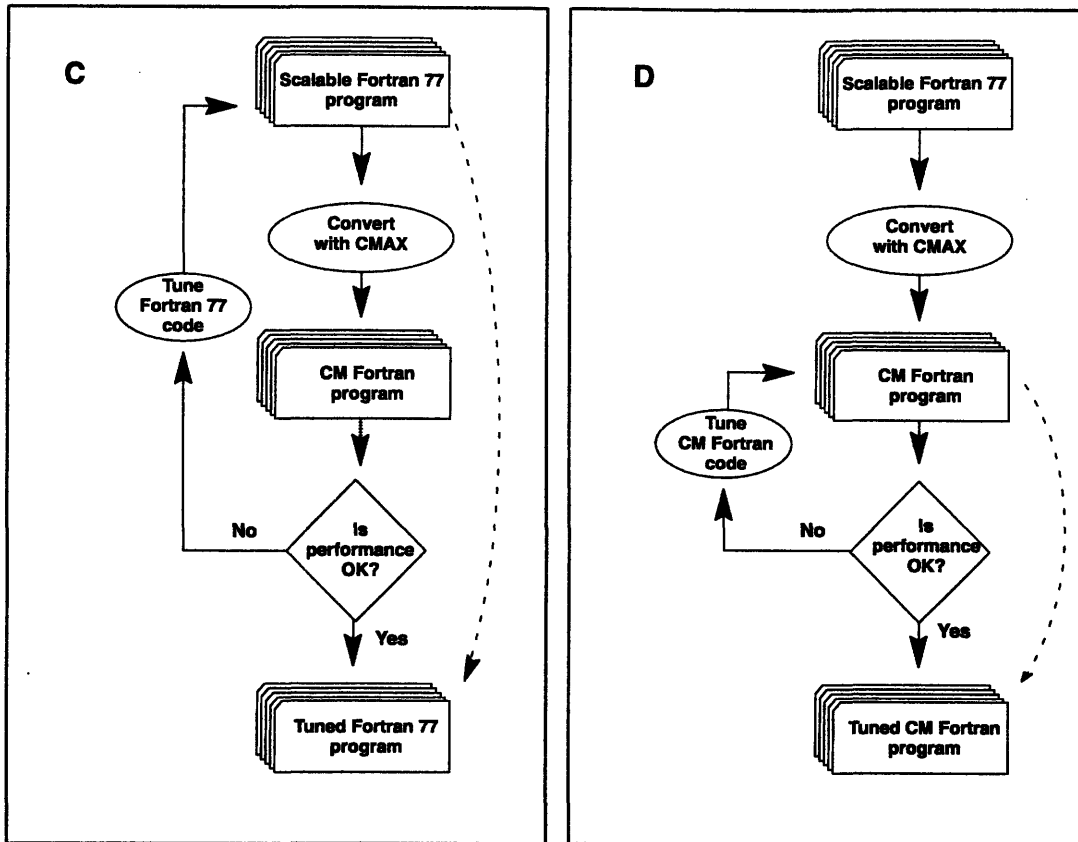 C
Scalable Fortran 77
program
Convert
with CMAX
Tune
Fortran 77
code
CM Fortran
program
No
Is
performance
OK?
Yes
Tuned Fortran 77
program
D
Scalable Fortran 77
program
Convert
with CMAX
CM Fortran
program
Tune
CM Fortran
code
No
Is
performance
OK?
Yes
Tuned CM Fortran
program